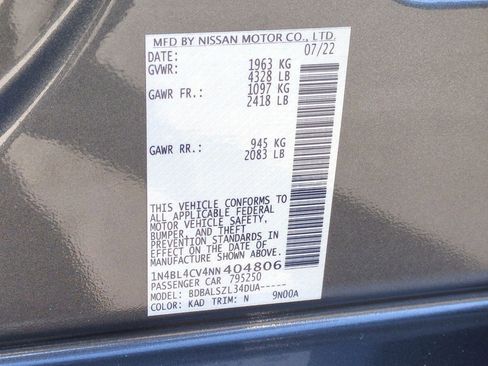 MFD BY NISSAN MOTOR CO., LTD.
DATE: 07/22
GVWR: 1963 KG
4328 LB
GAWR FR.: 1097 KG
2418 LB
GAWR RR.: 945 KG
2083 LB
THIS VEHICLE CONFORMS TO
ALL APPLICABLE FEDERAL
MOTOR VEHICLE SAFETY,
BUMPER, AND THEFT
PREVENTION STANDARDS IN
EFFECT ON THE DATE OF
MANUFACTURE SHOWN ABOVE.
1N4BL4CV4NN404806
PASSENGER CAR 795250
MODEL: BDBALSZL34DUA-----
COLOR: KAD TRIM: N 9N00A